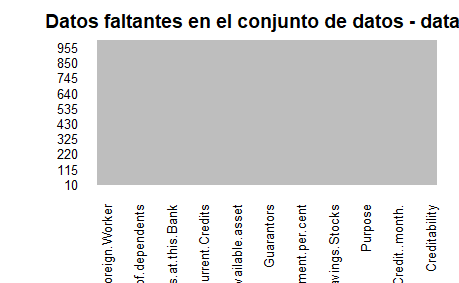 Datos faltantes en el conjunto de datos - data
955
850
745
640
535
430
325
220
115
10
oreign.Worker
of.dependents
s.at.this.Bank
urrent.Credits
vailable.asset
Guarantors
ment.per.cent
avings.Stocks
Purpose
Credit..month.
Creditability